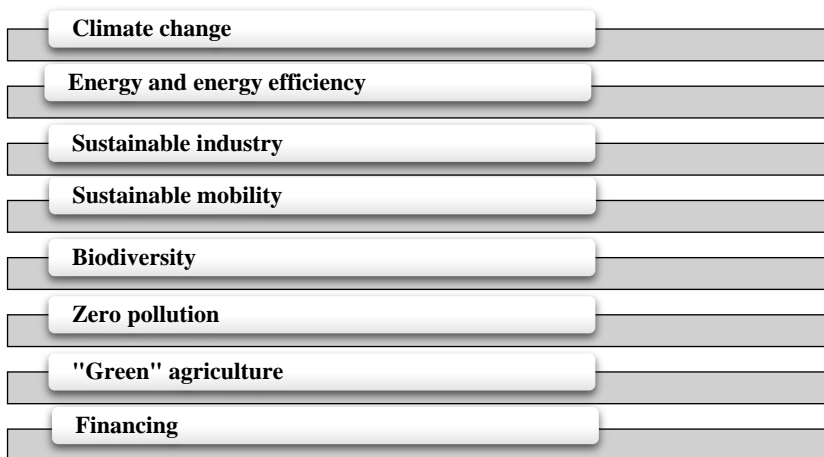 Climate change
Energy and energy efficiency
Sustainable industry
Sustainable mobility
Biodiversity
Zero pollution
"Green" agriculture
Financing